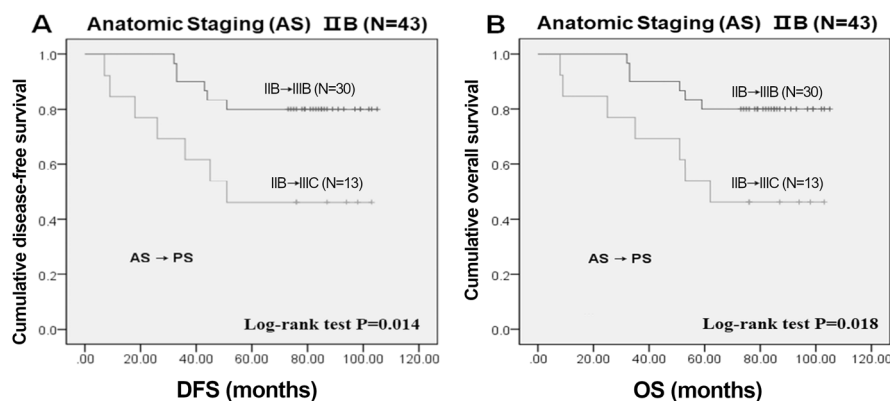 A
Anatomic Staging (AS) ⅡB (N=43)
Cumulative disease-free survival
1.0
0.8
0.6
0.4
0.2
0.0
IIB→IIIB (N=30)
IIB→IIIC (N=13)
AS → PS
Log-rank test P=0.014
.00 20.00 40.00 60.00 80.00 100.00 120.00
DFS (months)
B
Anatomic Staging (AS) ⅡB (N=43)
Cumulative overall survival
1.0
0.8
0.6
0.4
0.2
0.0
IIB→IIIB (N=30)
IIB→IIIC (N=13)
AS → PS
Log-rank test P=0.018
.00 20.00 40.00 60.00 80.00 100.00 120.00
OS (months)